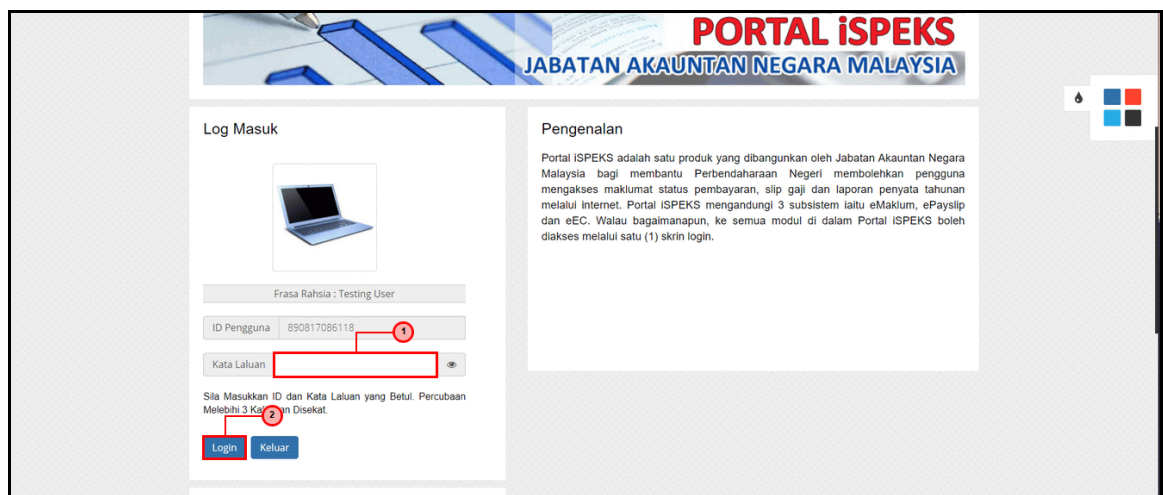 PORTAL iSPEKS
JABATAN AKAUNTAN NEGARA MALAYSIA
Log Masuk
Frasa Rahsia : Testing User
ID Pengguna 890817086118
1
Kata Laluan
Sila Masukkan ID dan Kata Laluan yang Betul. Percubaan
Melebihi 3 Disekat.
2
Login Keluar
Pengenalan
Portal iSPEKS adalah satu produk yang dibangunkan oleh Jabatan Akauntan Negara
Malaysia bagi membantu Perbendaharaan Negeri membolehkan pengguna
mengakses maklumat status pembayaran, slip gaji dan laporan penyata tahunan
melalui internet. Portal iSPEKS mengandungi 3 subsistem iaitu eMaklum, ePayslip
dan eEC. Walau bagaimanapun, ke semua modul di dalam Portal iSPEKS boleh
diakses melalui satu (1) skrin login.